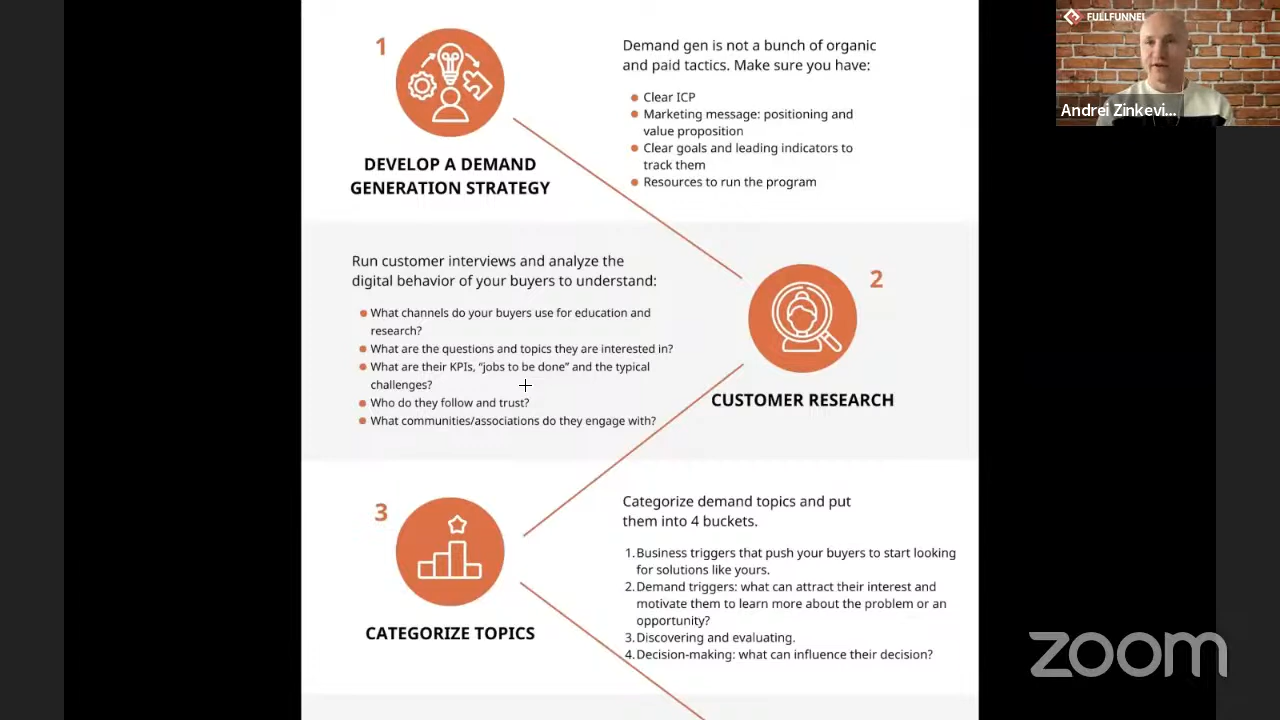 1
DEVELOP A DEMAND
GENERATION STRATEGY
Demand gen is not a bunch of organic
and paid tactics. Make sure you have:
Clear ICP
Marketing message: positioning and
value proposition
Clear goals and leading indicators to
track them
Resources to run the program
FULLFUNNEL
Andrei Zinkevi...
Run customer interviews and analyze the
digital behavior of your buyers to understand:
What channels do your buyers use for education and
research?
What are the questions and topics they are interested in?
What are their KPIs, “jobs to be done” and the typical
challenges?
Who do they follow and trust?
What communities/associations do they engage with?
2
CUSTOMER RESEARCH
3
CATEGORIZE TOPICS
Categorize demand topics and put
them into 4 buckets.
1.Business triggers that push your buyers to start looking
for solutions like yours.
2.Demand triggers: what can attract their interest and
motivate them to learn more about the problem or an
opportunity?
3.Discovering and evaluating.
4.Decision-making: what can influence their decision?
zoom